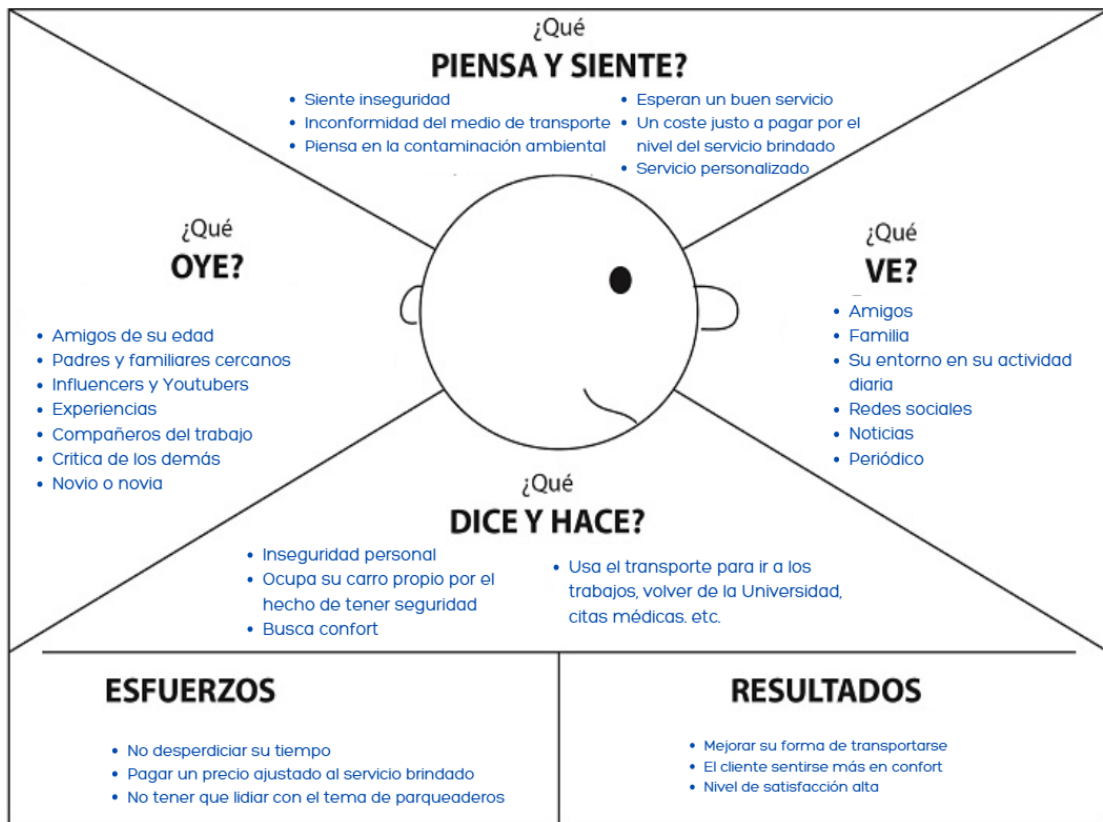 ¿Qué
PIENSA Y SIENTE?
• Siente inseguridad
• Inconformidad del medio de transporte
• Piensa en la contaminación ambiental
• Esperan un buen servicio
• Un coste justo a pagar por el
nivel del servicio brindado
• Servicio personalizado
¿Qué
OYE?
• Amigos de su edad
• Padres y familiares cercanos
• Influencers y Youtubers
• Experiencias
• Compañeros del trabajo
• Critica de los demás
• Novio o novia
¿Qué
VE?
• Amigos
• Familia
• Su entorno en su actividad
diaria
• Redes sociales
• Noticias
• Periódico
¿Qué
DICE Y HACE?
• Inseguridad personal
• Ocupa su carro propio por el
hecho de tener seguridad
• Busca confort
• Usa el transporte para ir a los
trabajos, volver de la Universidad,
citas médicas. etc.
ESFUERZOS
• No desperdiciar su tiempo
• Pagar un precio ajustado al servicio brindado
• No tener que lidiar con el tema de parqueaderos
RESULTADOS
• Mejorar su forma de transportarse
• El cliente sentirse más en confort
• Nivel de satisfacción alta